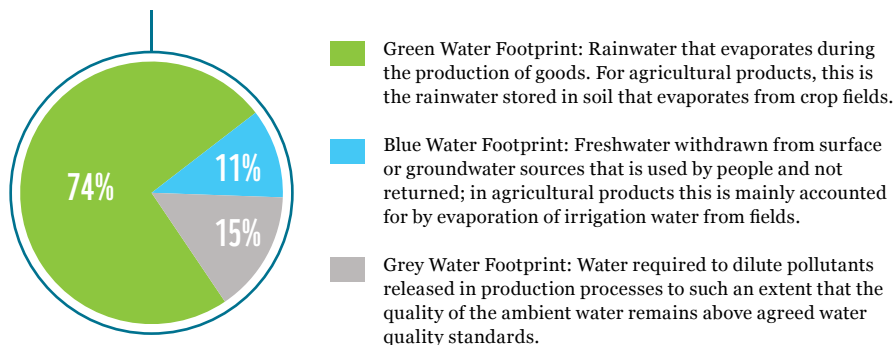 74%
11%
15%
Green Water Footprint: Rainwater that evaporates during
the production of goods. For agricultural products, this is
the rainwater stored in soil that evaporates from crop fields.
Blue Water Footprint: Freshwater withdrawn from surface
or groundwater sources that is used by people and not
returned; in agricultural products this is mainly accounted
for by evaporation of irrigation water from fields.
Grey Water Footprint: Water required to dilute pollutants
released in production processes to such an extent that the
quality of the ambient water remains above agreed water
quality standards.